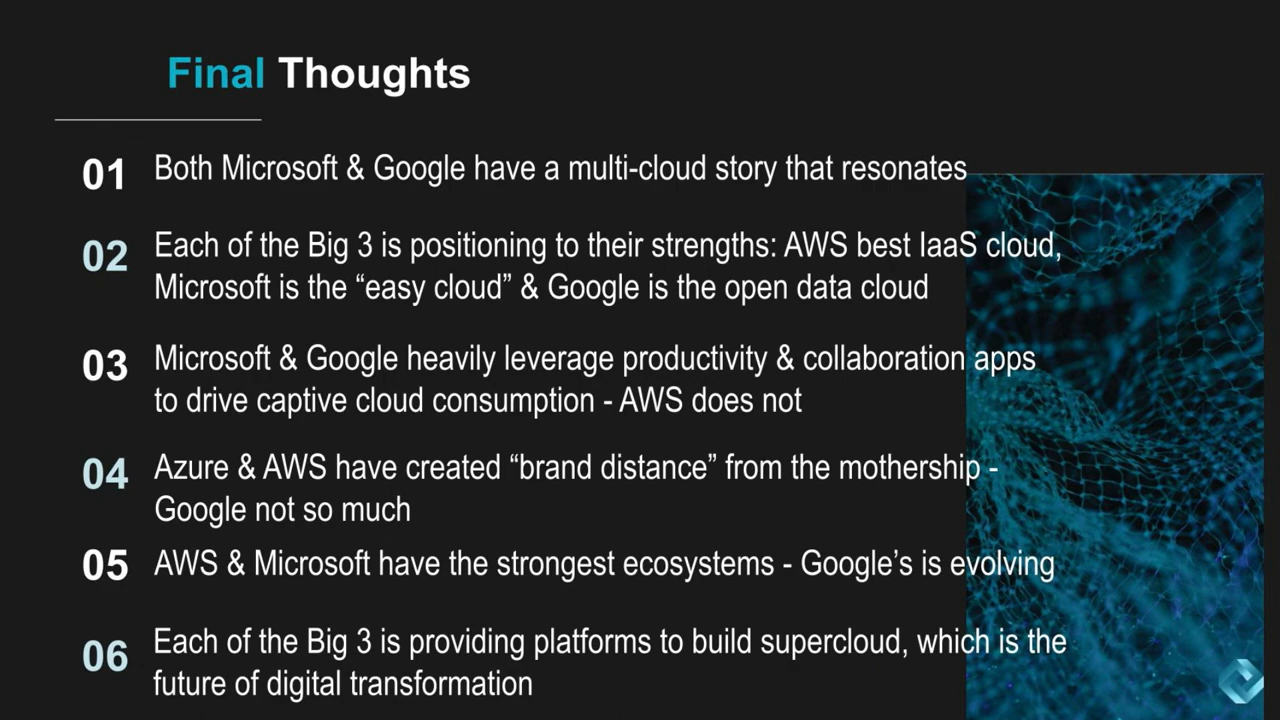 Final Thoughts
01 Both Microsoft & Google have a multi-cloud story that resonates
02 Each of the Big 3 is positioning to their strengths: AWS best IaaS cloud,
Microsoft is the “easy cloud” & Google is the open data cloud
03 Microsoft & Google heavily leverage productivity & collaboration apps
to drive captive cloud consumption - AWS does not
04 Azure & AWS have created “brand distance” from the mothership -
Google not so much
05 AWS & Microsoft have the strongest ecosystems - Google’s is evolving
06 Each of the Big 3 is providing platforms to build supercloud, which is the
future of digital transformation